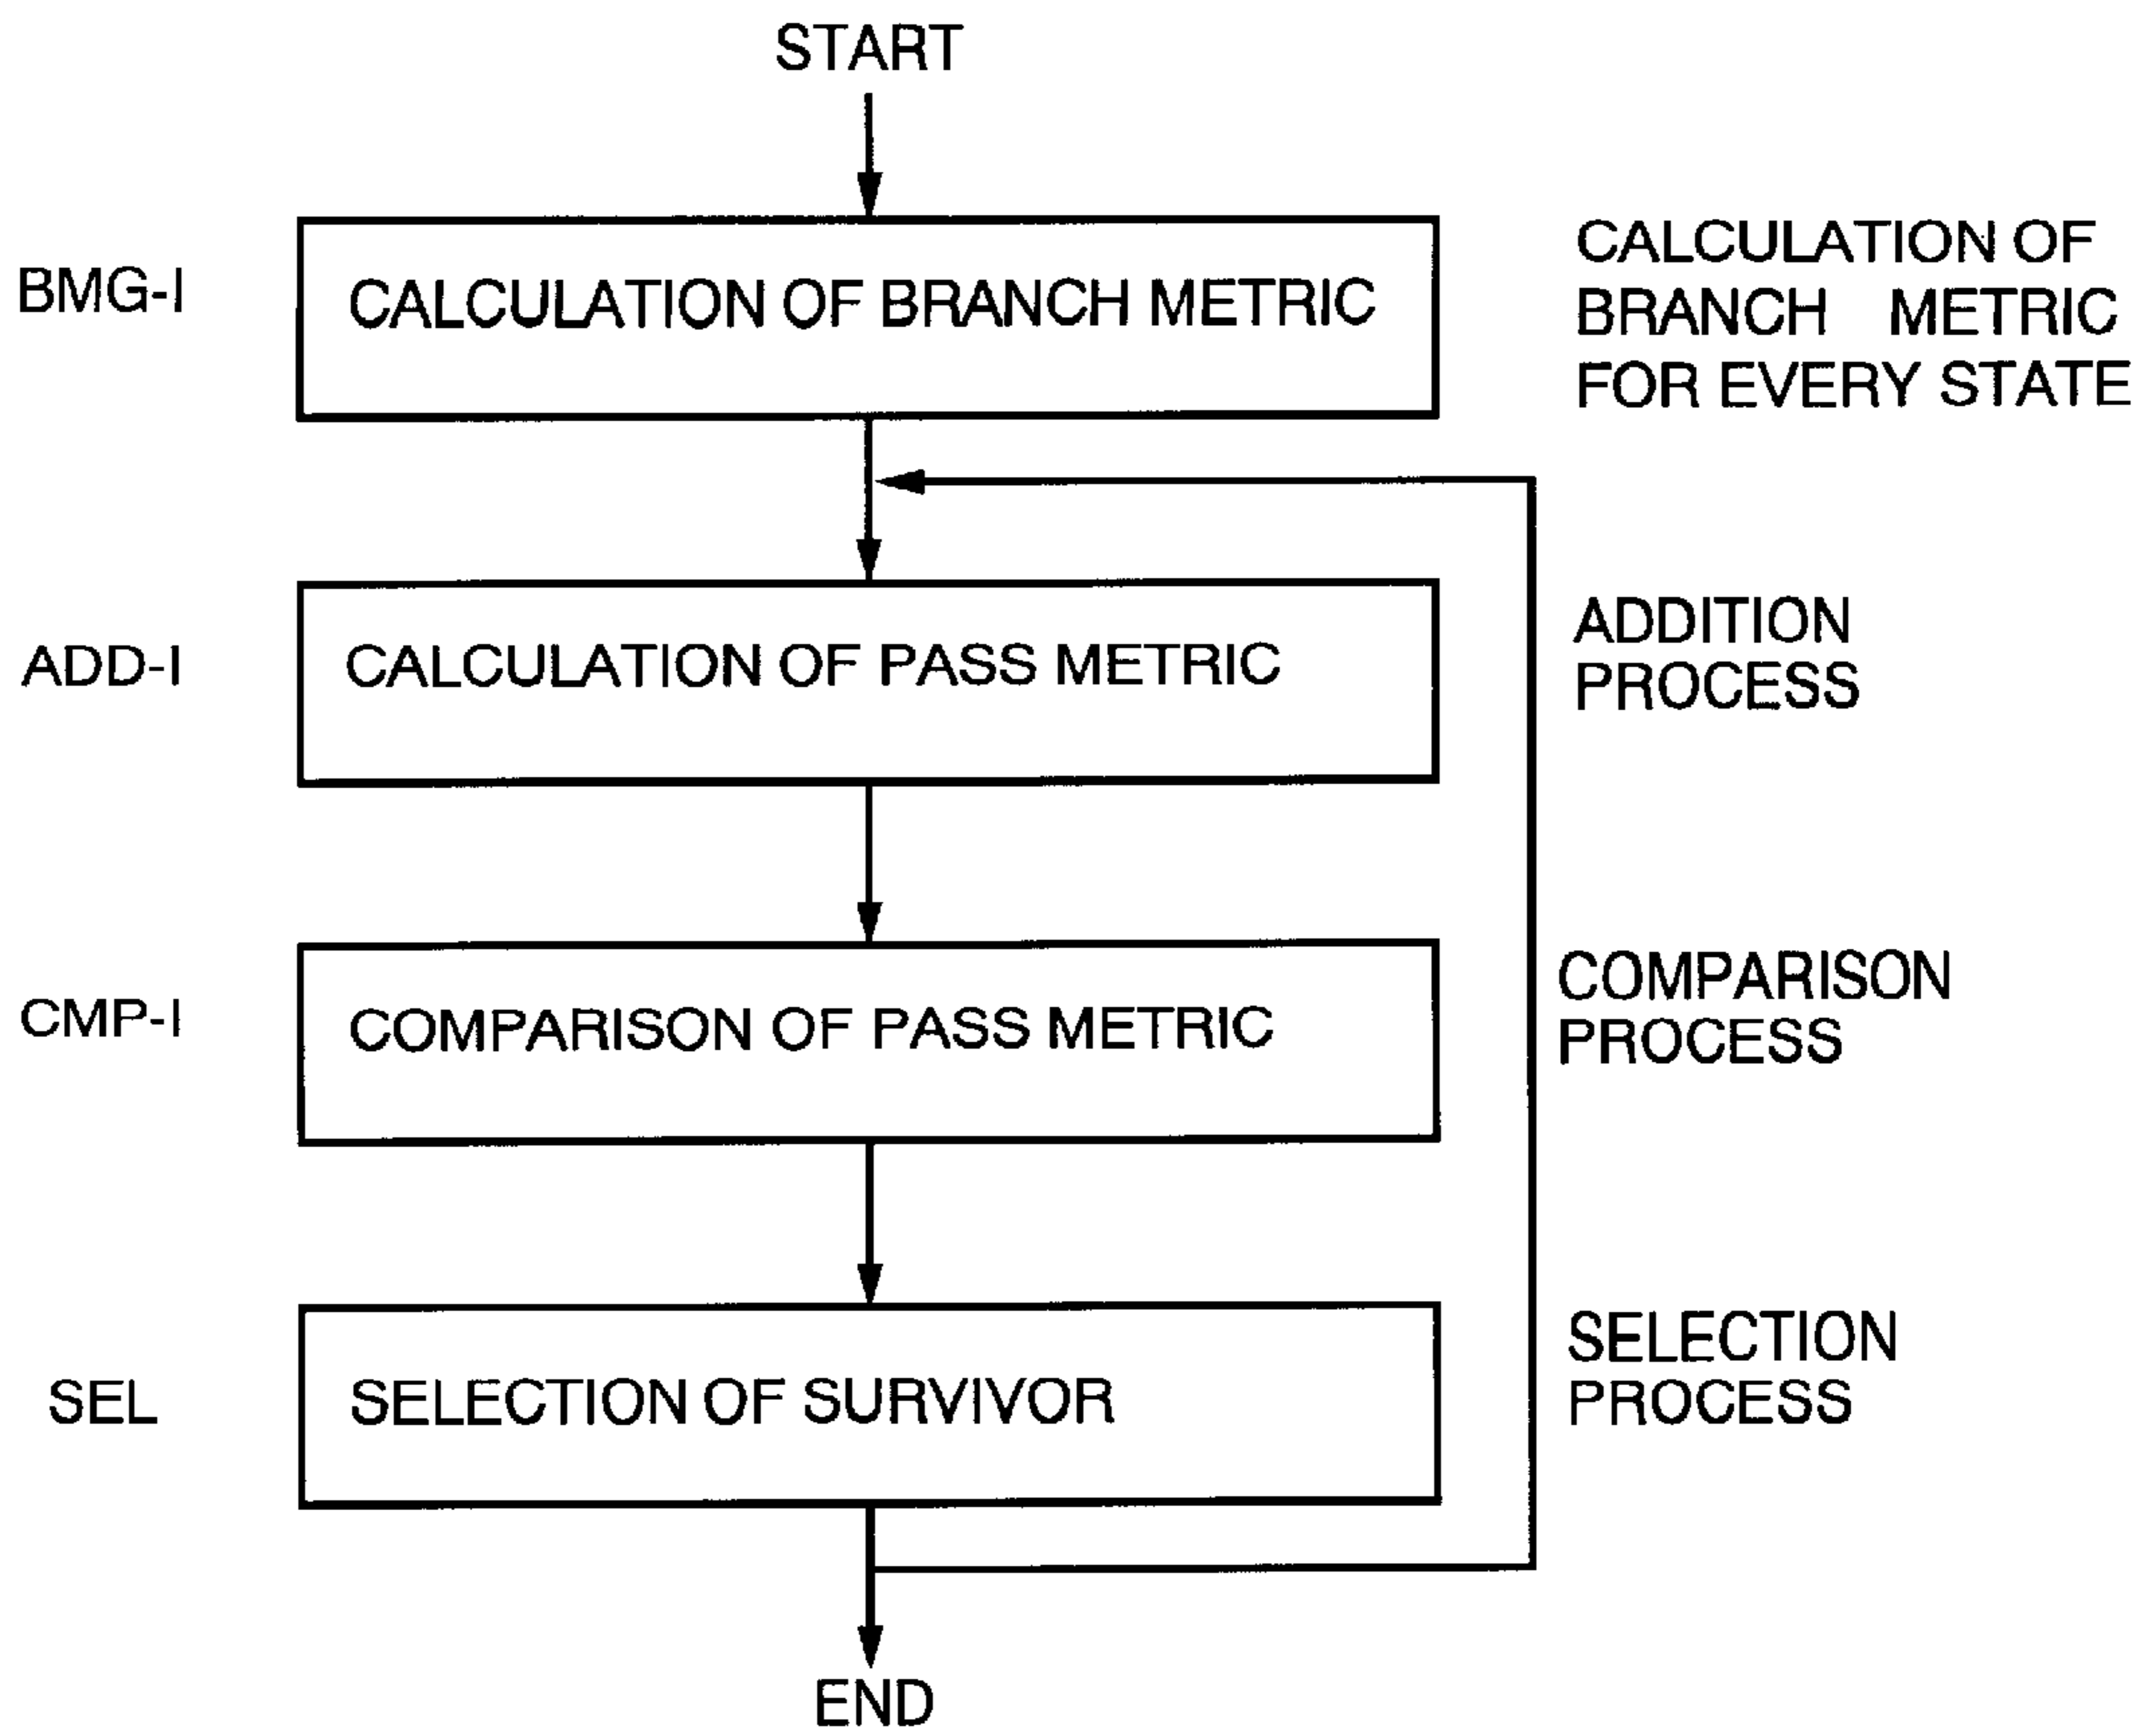 START
BMG-I
CALCULATION OF BRANCH METRIC
CALCULATION OF
BRANCH METRIC
FOR EVERY STATE
ADD-I
CALCULATION OF PASS METRIC
ADDITION
PROCESS
CMP-I
COMPARISON OF PASS METRIC
COMPARISON
PROCESS
SEL
SELECTION OF SURVIVOR
SELECTION
PROCESS
END